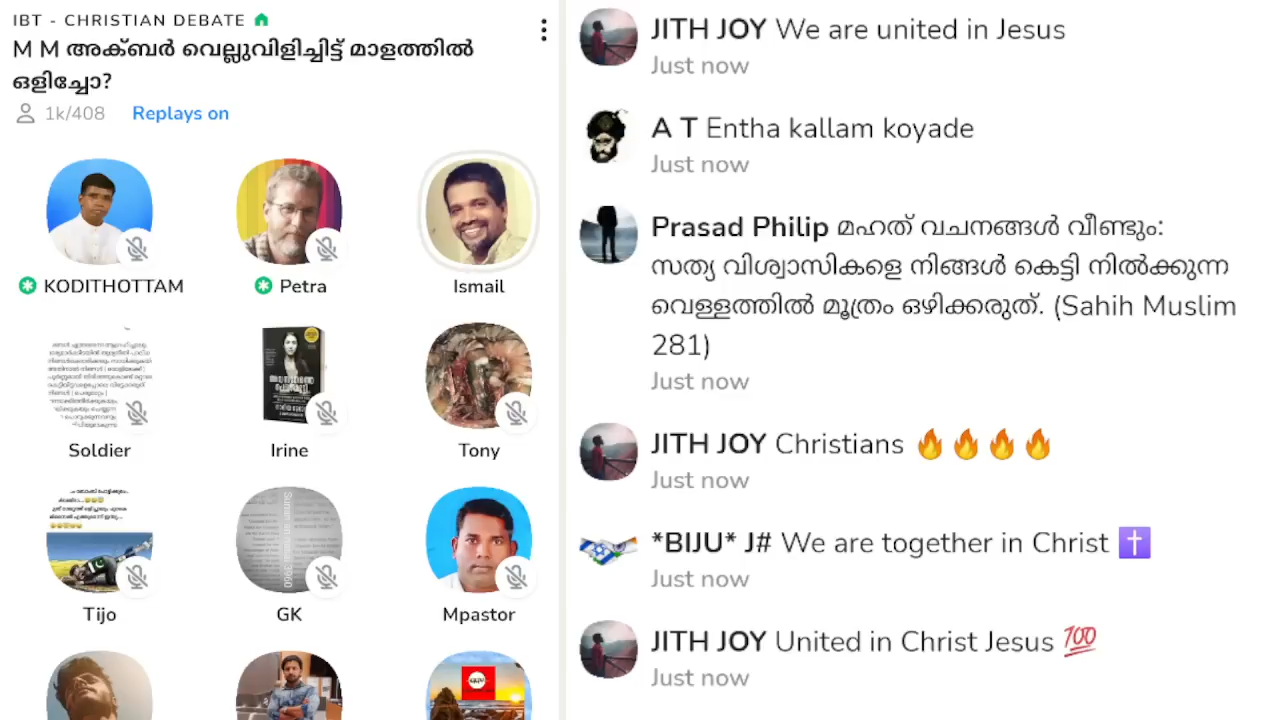 IBT - CHRISTIAN DEBATE
M M അക്ബർ വെല്ലുവിളിച്ചിട്ട് മാളത്തിൽ
ഒളിച്ചോ?
1k/408 Replays on
KODITHOTTAM
Petra
Ismail
Soldier
Irine
Tony
Tijo
GK
Mpastor
JITH JOY We are united in Jesus
Just now
A T Entha kallam koyade
Just now
Prasad Philip മഹത് വചനങ്ങൾ വീണ്ടും:
സത്യ വിശ്വാസികളെ നിങ്ങൾ കെട്ടി നിൽക്കുന്ന
വെള്ളത്തിൽ മൂത്രം ഒഴിക്കരുത്. (Sahih Muslim
281)
Just now
JITH JOY Christians 🔥🔥🔥🔥
Just now
*BIJU* J# We are together in Christ ✝️
Just now
JITH JOY United in Christ Jesus 💯
Just now